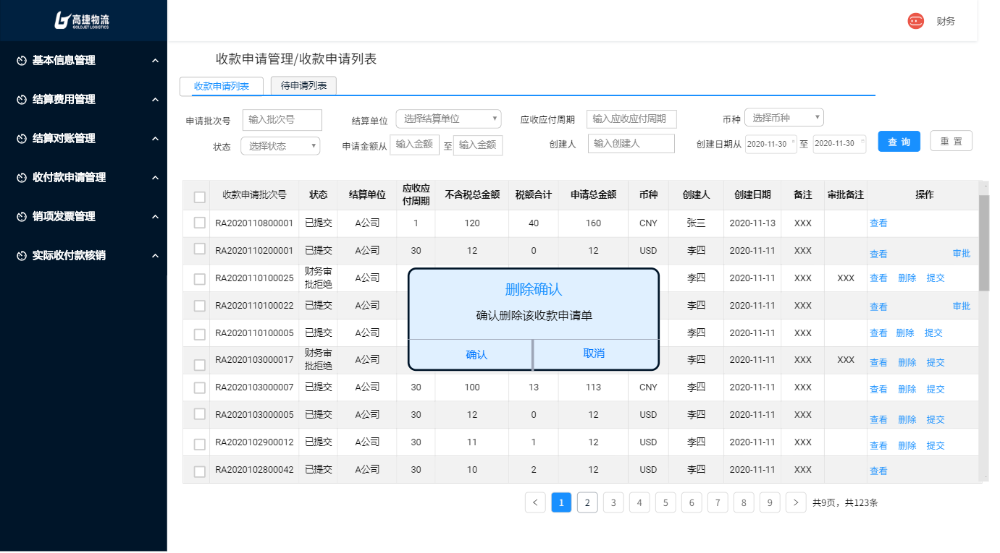 高捷物流
GOLDJET LOGISTICS
财务
基本信息管理
结算费用管理
结算对账管理
收付款申请管理
销项发票管理
实际收付款核销
收款申请管理/收款申请列表
收款申请列表 待申请列表
申请批次号 输入批次号 结算单位 选择结算单位 应收应付周期 输入应收应付周期 币种 选择币种
状态 选择状态 申请金额从 输入金额 至 输入金额 创建人 输入创建人 创建日期从 2020-11-30 至 2020-11-30 查 询 重 置
收款申请批次号 状态 结算单位 应收应付周期 不含税总金额 税额合计 申请总金额 币种 创建人 创建日期 备注 审批备注 操作
RA2020110800001 已提交 A公司 1 120 40 160 CNY 张三 2020-11-13 XXX 查看
RA2020110200001 已提交 A公司 30 12 0 12 USD 李四 2020-11-11 XXX 查看 审批
RA2020110100025 财务审批拒绝 A公司 李四 2020-11-11 XXX XXX 查看 删除 提交
RA2020110100022 已提交 A公司 李四 2020-11-11 XXX 查看 审批
RA2020110100005 已提交 A公司 李四 2020-11-11 XXX 查看 删除 提交
RA2020103000017 财务审批拒绝 A公司 李四 2020-11-11 XXX XXX 查看 删除 提交
RA2020103000007 已提交 A公司 30 100 13 113 CNY 李四 2020-11-11 XXX 查看 删除 提交
RA2020103000005 已提交 A公司 30 12 0 12 USD 李四 2020-11-11 XXX 查看 删除 提交
RA2020102900012 已提交 A公司 30 11 1 12 USD 李四 2020-11-11 XXX 查看 删除 提交
RA2020102800042 已提交 A公司 30 10 2 12 USD 李四 2020-11-11 XXX 查看
删除确认
确认删除该收款申请单
确认 取消
< 1 2 3 4 5 6 7 8 9 > 共9页，共123条